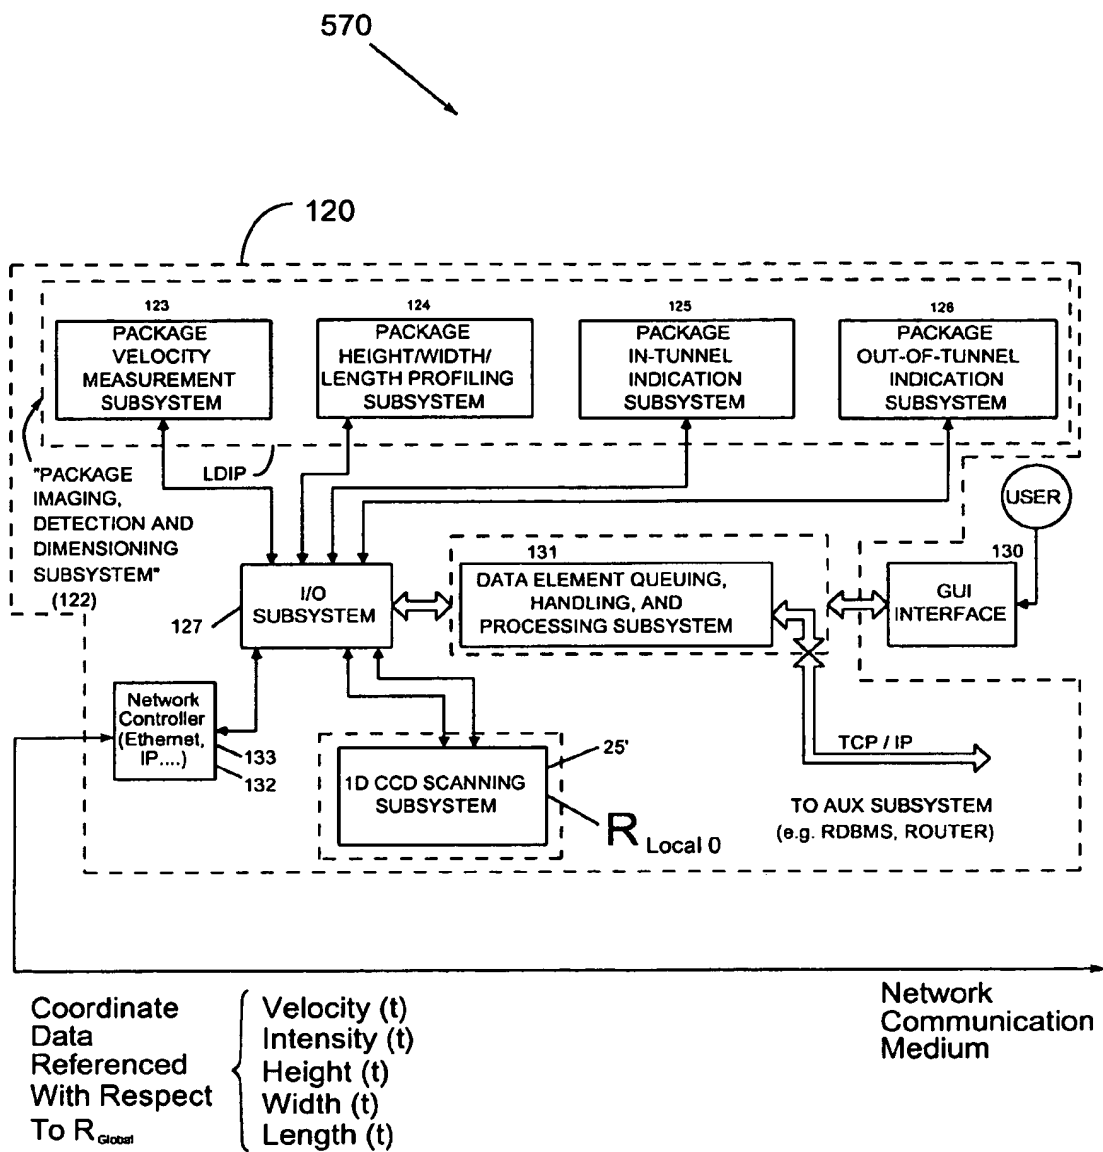 570
120
123
PACKAGE
VELOCITY
MEASUREMENT
SUBSYSTEM
124
PACKAGE
HEIGHT/WIDTH/
LENGTH PROFILING
SUBSYSTEM
125
PACKAGE
IN-TUNNEL
INDICATION
SUBSYSTEM
126
PACKAGE
OUT-OF-TUNNEL
INDICATION
SUBSYSTEM
LDIP
"PACKAGE
IMAGING,
DETECTION AND
DIMENSIONING
SUBSYSTEM"
(122)
USER
I/O
SUBSYSTEM
127
131
DATA ELEMENT QUEUING,
HANDLING, AND
PROCESSING SUBSYSTEM
130
GUI
INTERFACE
Network
Controller
(Ethernet,
IP....)
133
132
1D CCD SCANNING
SUBSYSTEM
25'
R Local 0
TCP / IP
TO AUX SUBSYSTEM
(e.g. RDBMS, ROUTER)
Coordinate
Data
Referenced
With Respect
To R Global
Velocity (t)
Intensity (t)
Height (t)
Width (t)
Length (t)
Network
Communication
Medium